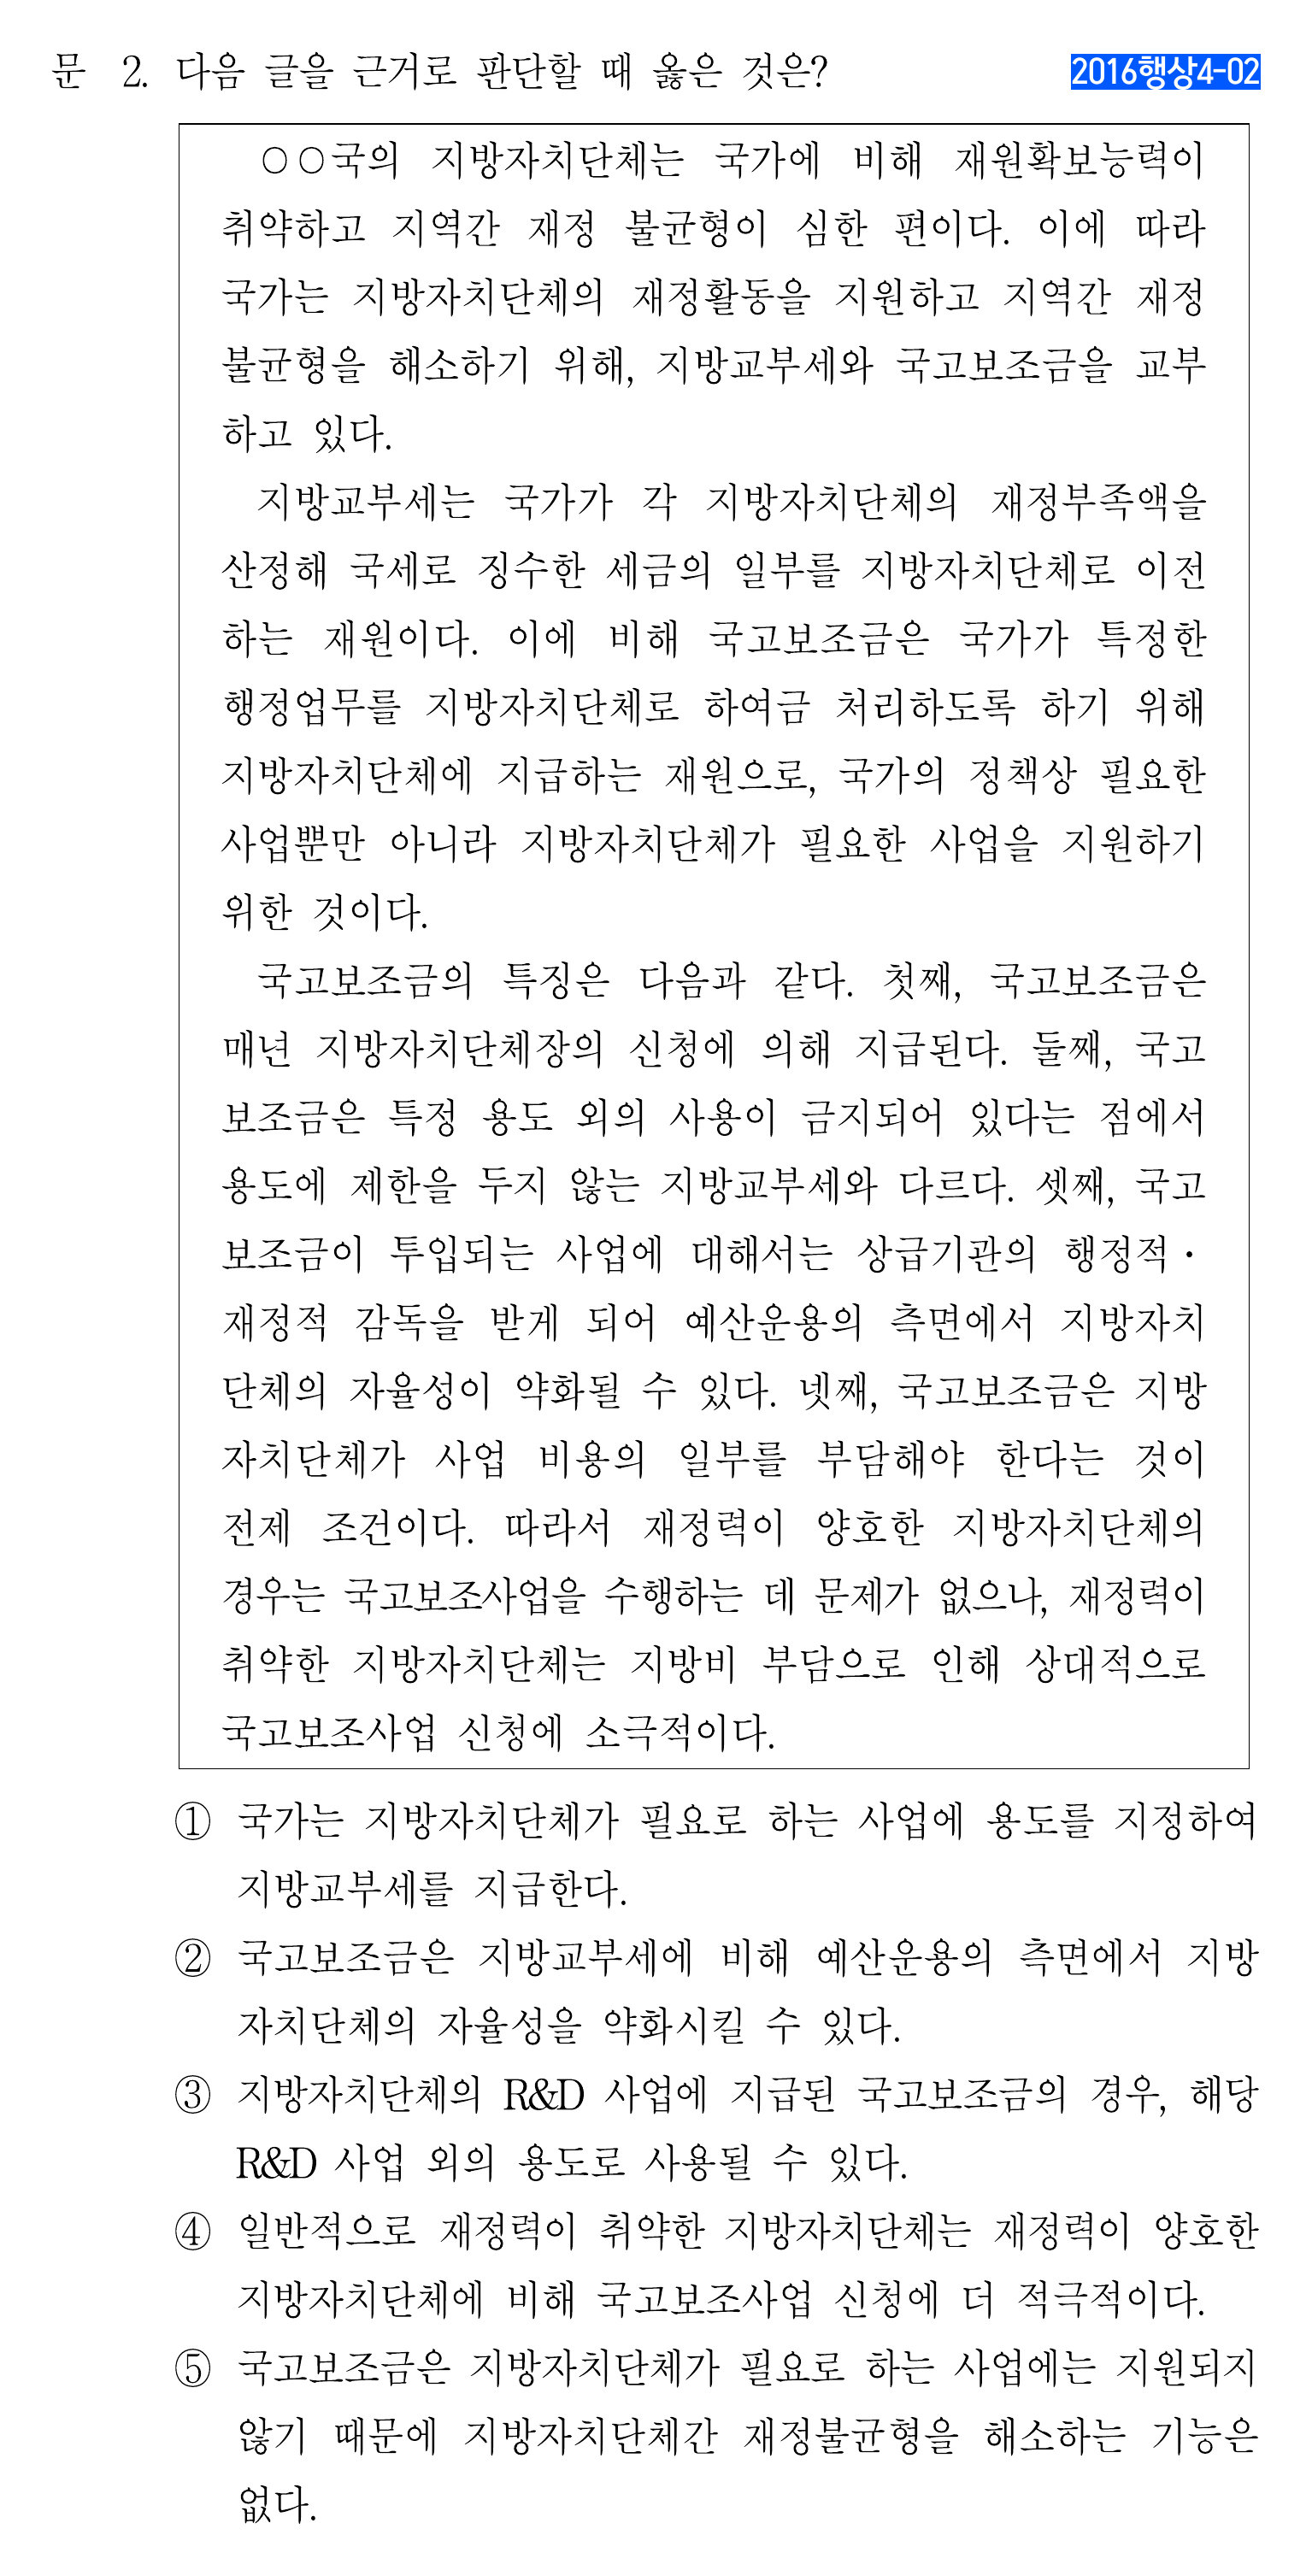 문 2. 다음 글을 근거로 판단할 때 옳은 것은? 2016행상4-02
○○국의 지방자치단체는 국가에 비해 재원확보능력이
취약하고 지역간 재정 불균형이 심한 편이다. 이에 따라
국가는 지방자치단체의 재정활동을 지원하고 지역간 재정
불균형을 해소하기 위해, 지방교부세와 국고보조금을 교부
하고 있다.
지방교부세는 국가가 각 지방자치단체의 재정부족액을
산정해 국세로 징수한 세금의 일부를 지방자치단체로 이전
하는 재원이다. 이에 비해 국고보조금은 국가가 특정한
행정업무를 지방자치단체로 하여금 처리하도록 하기 위해
지방자치단체에 지급하는 재원으로, 국가의 정책상 필요한
사업뿐만 아니라 지방자치단체가 필요한 사업을 지원하기
위한 것이다.
국고보조금의 특징은 다음과 같다. 첫째, 국고보조금은
매년 지방자치단체장의 신청에 의해 지급된다. 둘째, 국고
보조금은 특정 용도 외의 사용이 금지되어 있다는 점에서
용도에 제한을 두지 않는 지방교부세와 다르다. 셋째, 국고
보조금이 투입되는 사업에 대해서는 상급기관의 행정적·
재정적 감독을 받게 되어 예산운용의 측면에서 지방자치
단체의 자율성이 약화될 수 있다. 넷째, 국고보조금은 지방
자치단체가 사업 비용의 일부를 부담해야 한다는 것이
전제 조건이다. 따라서 재정력이 양호한 지방자치단체의
경우는 국고보조사업을 수행하는 데 문제가 없으나, 재정력이
취약한 지방자치단체는 지방비 부담으로 인해 상대적으로
국고보조사업 신청에 소극적이다.
① 국가는 지방자치단체가 필요로 하는 사업에 용도를 지정하여
지방교부세를 지급한다.
② 국고보조금은 지방교부세에 비해 예산운용의 측면에서 지방
자치단체의 자율성을 약화시킬 수 있다.
③ 지방자치단체의 R&D 사업에 지급된 국고보조금의 경우, 해당
R&D 사업 외의 용도로 사용될 수 있다.
④ 일반적으로 재정력이 취약한 지방자치단체는 재정력이 양호한
지방자치단체에 비해 국고보조사업 신청에 더 적극적이다.
⑤ 국고보조금은 지방자치단체가 필요로 하는 사업에는 지원되지
않기 때문에 지방자치단체간 재정불균형을 해소하는 기능은
없다.